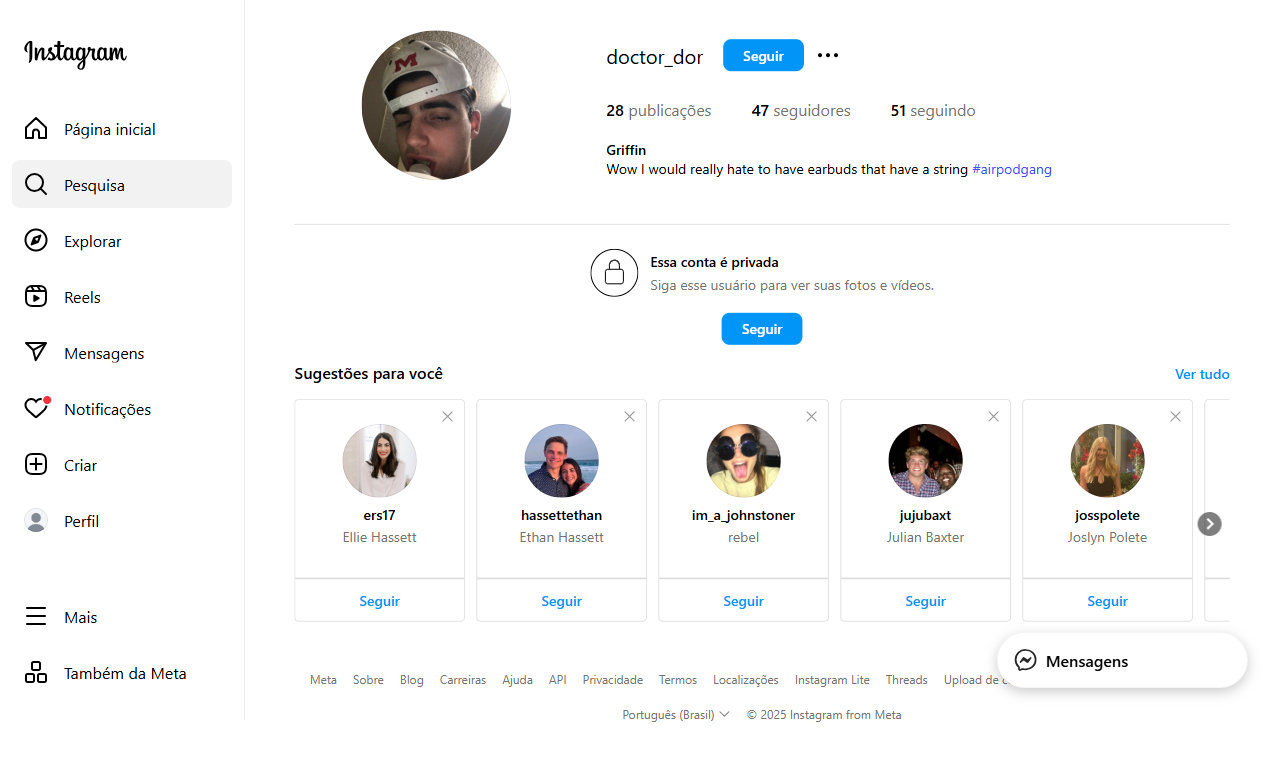 Instagram
Página inicial
Pesquisa
Explorar
Reels
Mensagens
Notificações
Criar
Perfil
Mais
Também da Meta
doctor_dor Seguir
28 publicações 47 seguidores 51 seguindo
Griffin
Wow I would really hate to have earbuds that have a string #airpodgang
Essa conta é privada
Siga esse usuário para ver suas fotos e vídeos.
Seguir
Sugestões para você Ver tudo
ers17 hassettethan im_a_johnstoner jujubaxt josspolete
Ellie Hassett Ethan Hassett rebel Julian Baxter Joslyn Polete
Seguir Seguir Seguir Seguir Seguir
Mensagens
Meta Sobre Blog Carreiras Ajuda API Privacidade Termos Localizações Instagram Lite Threads Upload de
Português (Brasil) © 2025 Instagram from Meta